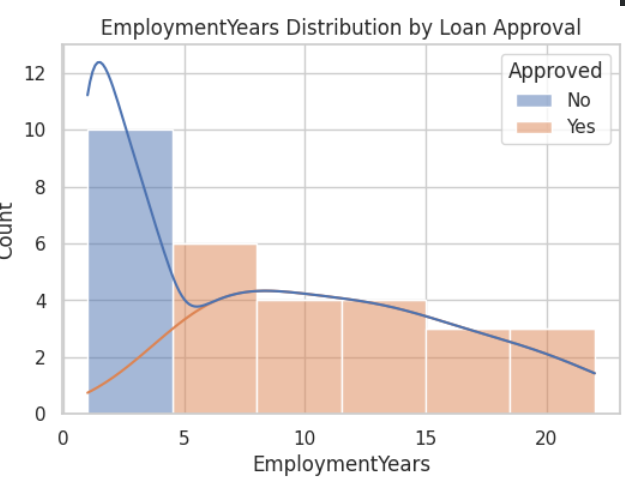 EmploymentYears Distribution by Loan Approval
Approved
No
Yes
Count
12
10
8
6
4
2
0
0 5 10 15 20
EmploymentYears